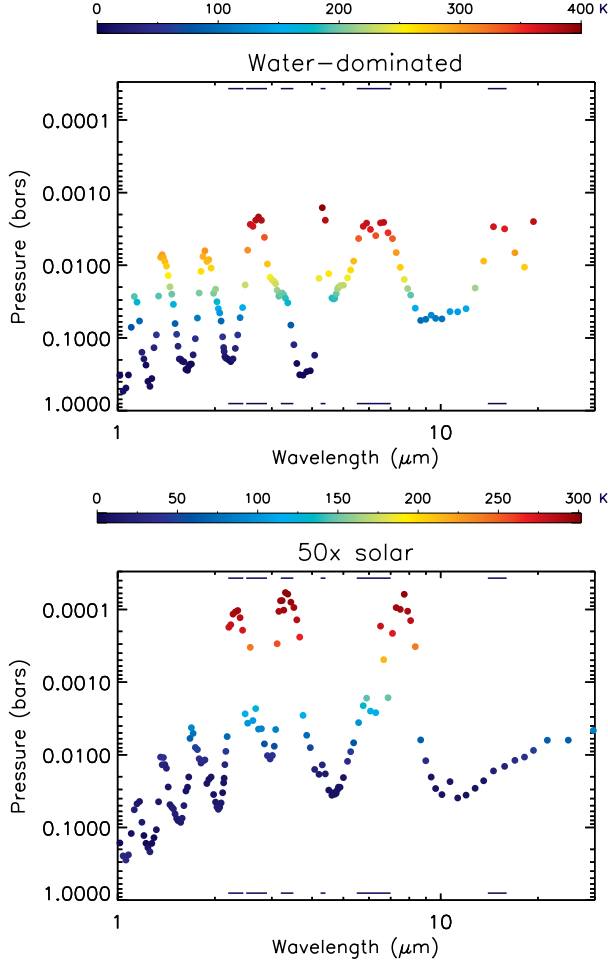 0 100 200 300 400 K
Water-dominated
0.0001
0.0010
0.0100
0.1000
1.0000
Pressure (bars)
1 10
Wavelength (μm)
0 50 100 150 200 250 300 K
50x solar
0.0001
0.0010
0.0100
0.1000
1.0000
Pressure (bars)
1 10
Wavelength (μm)